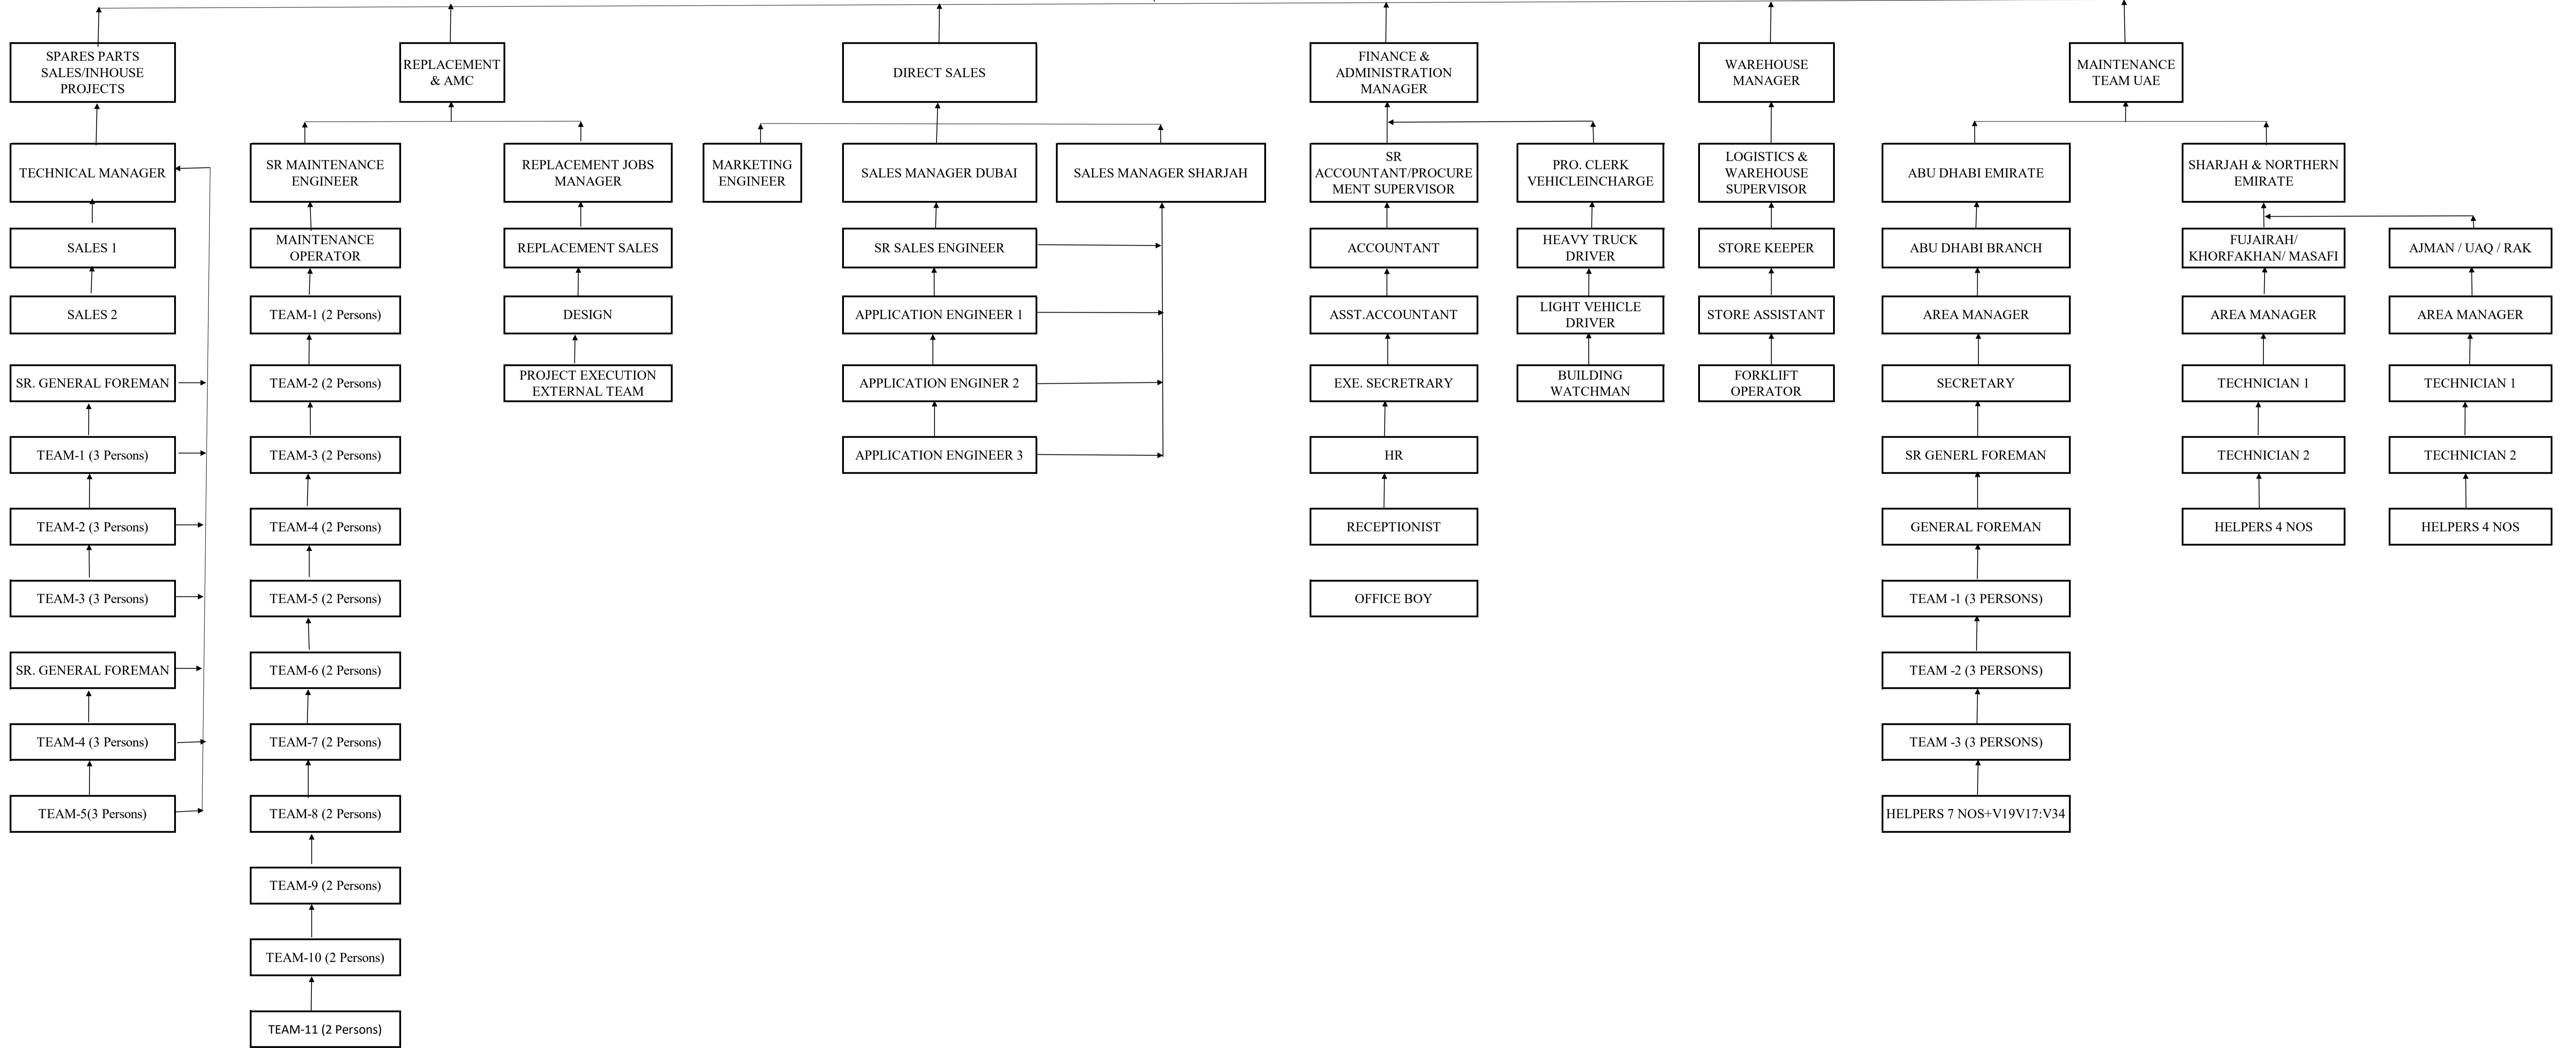 SPARES PARTS
SALES/INHOUSE
PROJECTS
REPLACEMENT
& AMC
DIRECT SALES
FINANCE &
ADMINISTRATION
MANAGER
WAREHOUSE
MANAGER
MAINTENANCE
TEAM UAE
TECHNICAL MANAGER
SR MAINTENANCE
ENGINEER
REPLACEMENT JOBS
MANAGER
MARKETING
ENGINEER
SALES MANAGER DUBAI
SALES MANAGER SHARJAH
SR
ACCOUNTANT/PROCURE
MENT SUPERVISOR
PRO. CLERK
VEHICLEINCHARGE
LOGISTICS &
WAREHOUSE
SUPERVISOR
ABU DHABI EMIRATE
SHARJAH & NORTHERN
EMIRATE
SALES 1
MAINTENANCE
OPERATOR
REPLACEMENT SALES
SR SALES ENGINEER
ACCOUNTANT
HEAVY TRUCK
DRIVER
STORE KEEPER
ABU DHABI BRANCH
FUJAIRAH/
KHORFAKHAN/ MASAFI
AJMAN / UAQ / RAK
SALES 2
TEAM-1 (2 Persons)
DESIGN
APPLICATION ENGINEER 1
ASST.ACCOUNTANT
LIGHT VEHICLE
DRIVER
STORE ASSISTANT
AREA MANAGER
AREA MANAGER
AREA MANAGER
SR. GENERAL FOREMAN
TEAM-2 (2 Persons)
PROJECT EXECUTION
EXTERNAL TEAM
APPLICATION ENGINER 2
EXE. SECRETRARY
BUILDING
WATCHMAN
FORKLIFT
OPERATOR
SECRETARY
TECHNICIAN 1
TECHNICIAN 1
TEAM-1 (3 Persons)
TEAM-3 (2 Persons)
APPLICATION ENGINEER 3
HR
SR GENERL FOREMAN
TECHNICIAN 2
TECHNICIAN 2
TEAM-2 (3 Persons)
TEAM-4 (2 Persons)
RECEPTIONIST
GENERAL FOREMAN
HELPERS 4 NOS
HELPERS 4 NOS
TEAM-3 (3 Persons)
TEAM-5 (2 Persons)
OFFICE BOY
TEAM -1 (3 PERSONS)
SR. GENERAL FOREMAN
TEAM-6 (2 Persons)
TEAM -2 (3 PERSONS)
TEAM-4 (3 Persons)
TEAM-7 (2 Persons)
TEAM -3 (3 PERSONS)
TEAM-5(3 Persons)
TEAM-8 (2 Persons)
HELPERS 7 NOS+V19V17:V34
TEAM-9 (2 Persons)
TEAM-10 (2 Persons)
TEAM-11 (2 Persons)